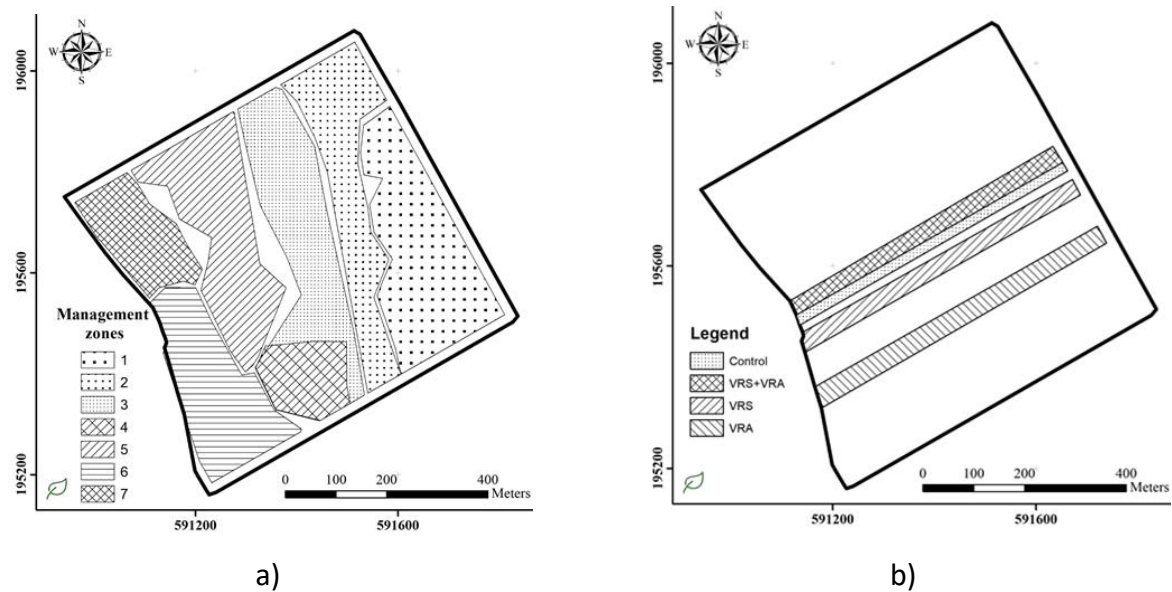 N
W E
S
196000
195600
195200
Management
zones
1
2
3
4
5
6
7
0 100 200 400
Meters
591200 591600
a)
N
W E
S
196000
195600
195200
Legend
Control
VRS+VRA
VRS
VRA
0 100 200 400
Meters
591200 591600
b)